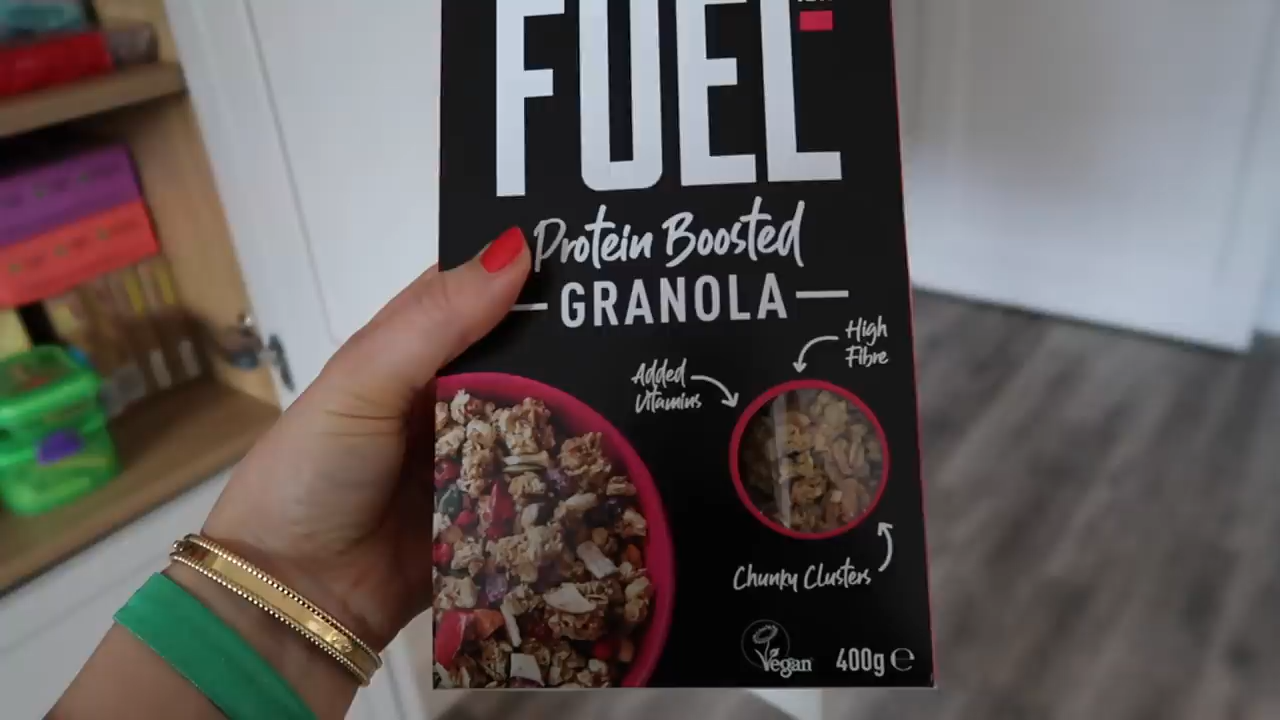 FUEL
Protein Boosted
GRANOLA
High
Fibre
Added
Vitamins
Chunky Clusters
Vegan
400g ℮